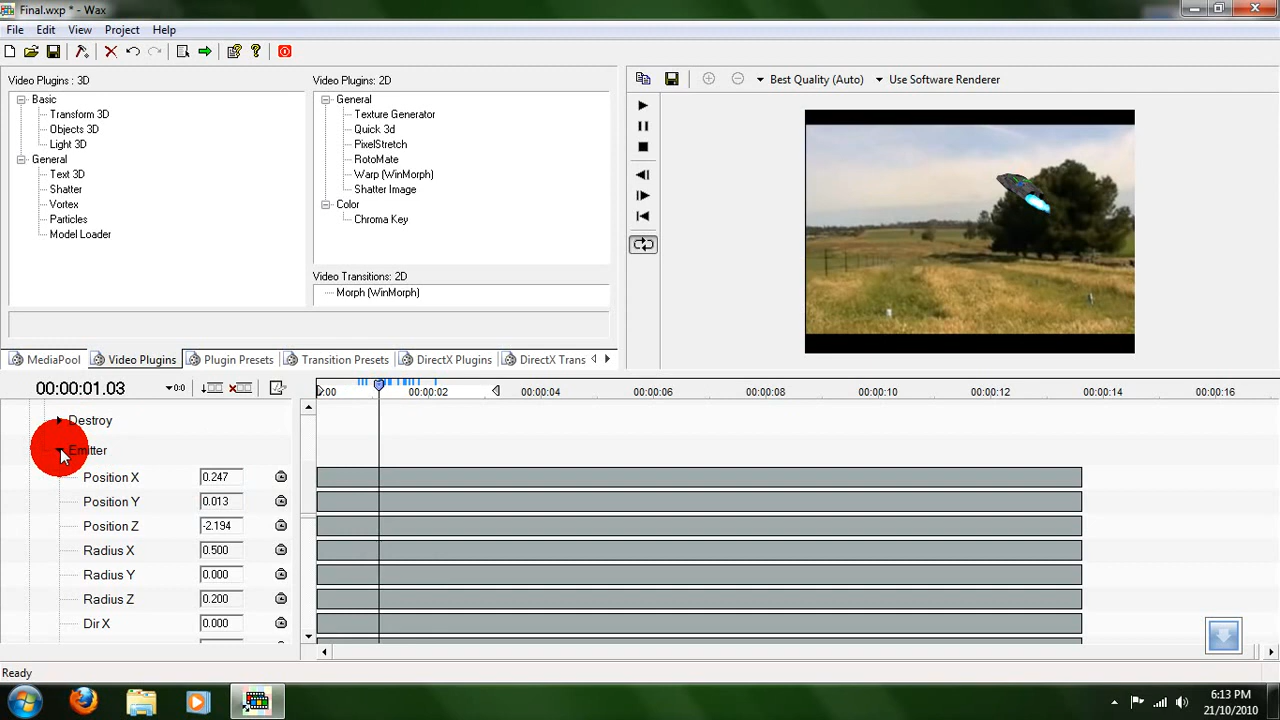 Final.wxp * - Wax
File Edit View Project Help
Video Plugins : 3D
Basic
Transform 3D
Objects 3D
Light 3D
General
Text 3D
Shatter
Vortex
Particles
Model Loader
Video Plugins: 2D
General
Texture Generator
Quick 3d
PixelStretch
RotoMate
Warp (WinMorph)
Shatter Image
Color
Chroma Key
Video Transitions: 2D
Morph (WinMorph)
Best Quality (Auto) Use Software Renderer
MediaPool Video Plugins Plugin Presets Transition Presets DirectX Plugins DirectX Trans
00:00:01.03
0:00 00:00:02 00:00:04 00:00:06 00:00:08 00:00:10 00:00:12 00:00:14 00:00:16
Destroy
Emitter
Position X 0.247
Position Y 0.013
Position Z -2.194
Radius X 0.500
Radius Y 0.000
Radius Z 0.200
Dir X 0.000
Ready
6:13 PM
21/10/2010